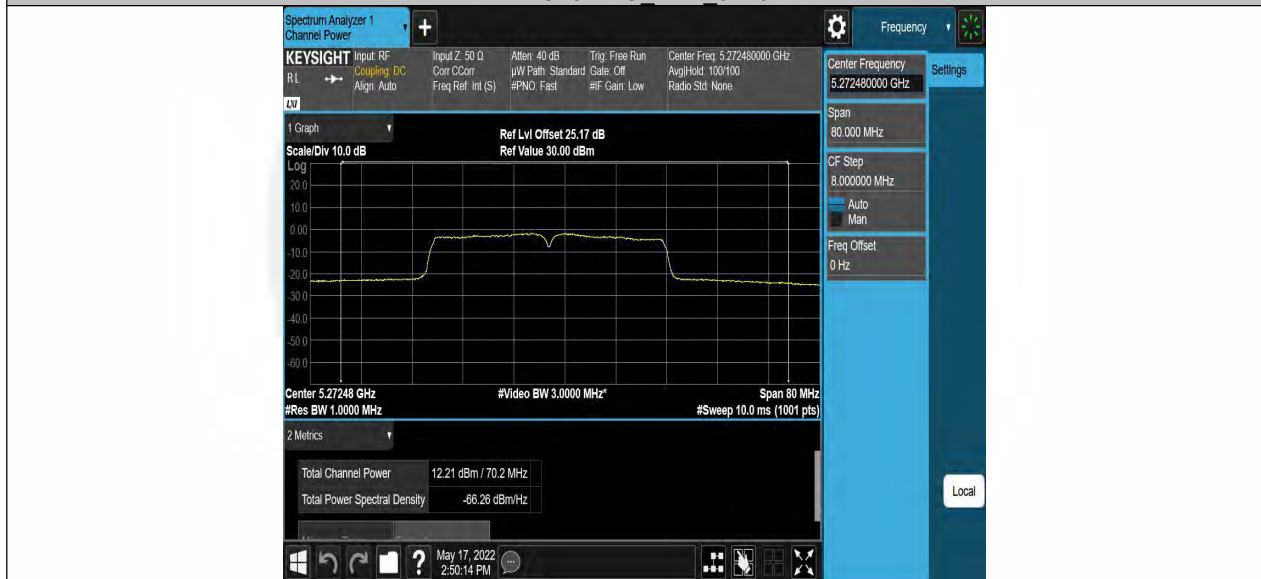 Spectrum Analyzer 1
Channel Power
Frequency
KEYSIGHT
RL
LXI
Input: RF
Coupling: DC
Align: Auto
Input Z: 50 Ω
Corr CCorr
Freq Ref: Int (S)
Atten: 40 dB
µW Path: Standard
#PNO: Fast
Trig: Free Run
Gate: Off
#IF Gain: Low
Center Freq: 5.272480000 GHz
Avg|Hold: 100/100
Radio Std: None
Center Frequency
5.272480000 GHz
Settings
Span
80.000 MHz
CF Step
8.000000 MHz
Auto
Man
Freq Offset
0 Hz
Local
1 Graph
Scale/Div 10.0 dB
Ref Lvl Offset 25.17 dB
Ref Value 30.00 dBm
Log
20.0
10.0
0.00
-10.0
-20.0
-30.0
-40.0
-50.0
-60.0
Center 5.27248 GHz
#Video BW 3.0000 MHz*
Span 80 MHz
#Res BW 1.0000 MHz
#Sweep 10.0 ms (1001 pts)
2 Metrics
Total Channel Power 12.21 dBm / 70.2 MHz
Total Power Spectral Density -66.26 dBm/Hz
May 17, 2022
2:50:14 PM